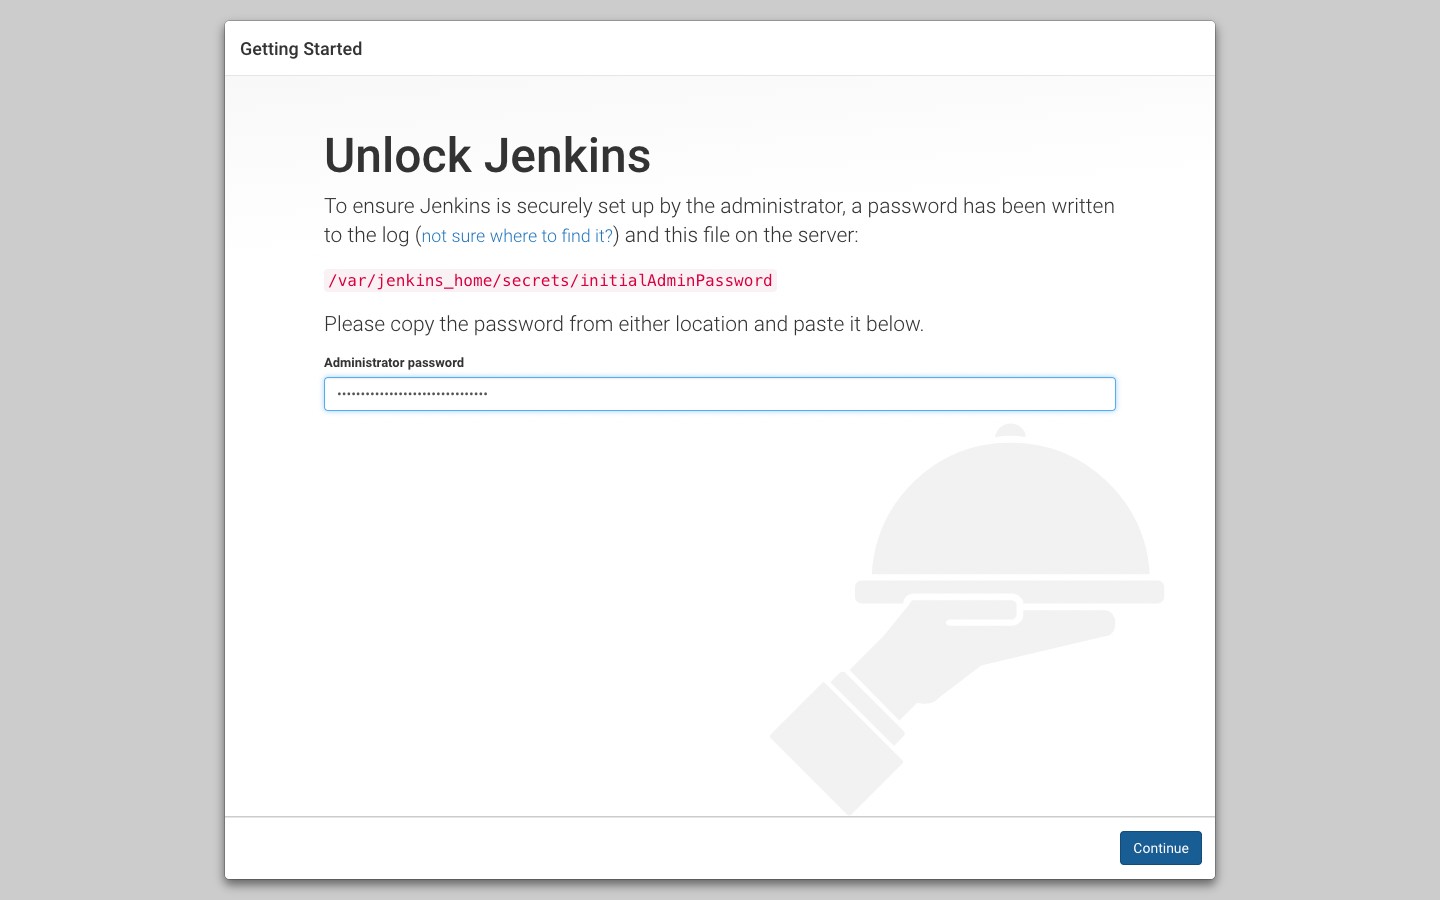 Getting Started
Unlock Jenkins
To ensure Jenkins is securely set up by the administrator, a password has been written
to the log (not sure where to find it?) and this file on the server:
/var/jenkins_home/secrets/initialAdminPassword
Please copy the password from either location and paste it below.
Administrator password
••••••••••••••••••••••••••••••••
Continue